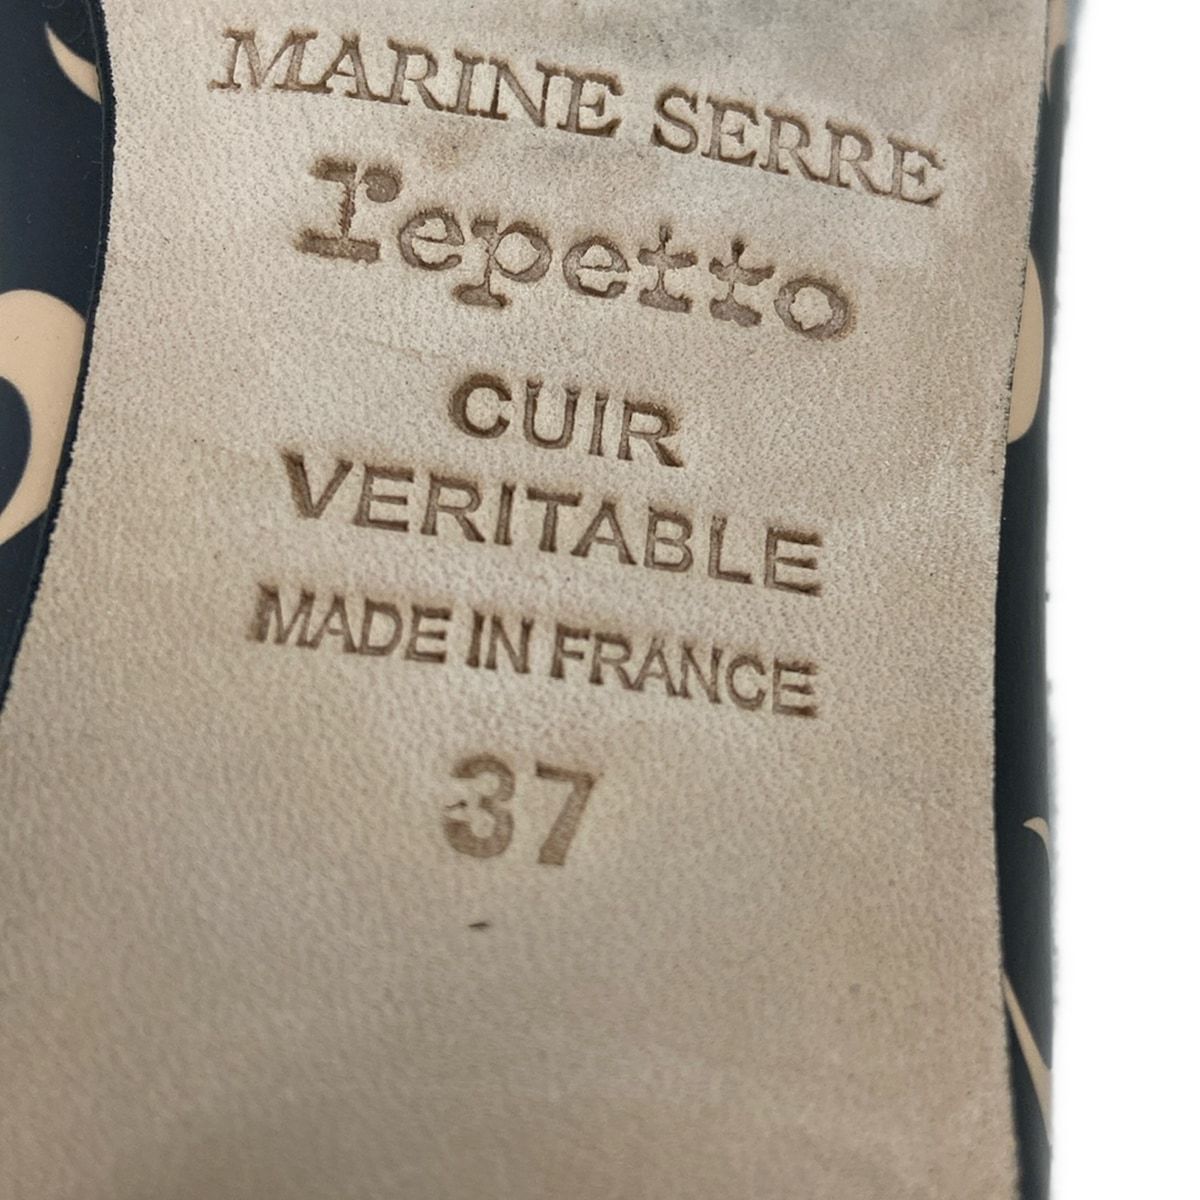 MARINE SERRE
repetto
CUIR
VERITABLE
MADE IN FRANCE
37